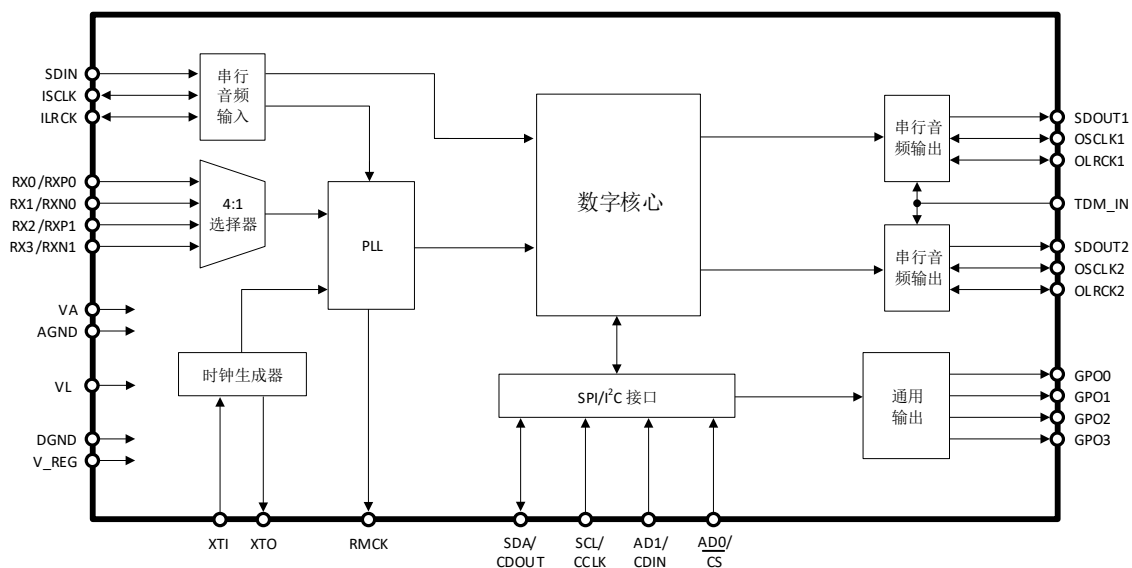 SDIN
ISCLK
ILRCK
串行
音频
输入
RX0/RXP0
RX1/RXN0
RX2/RXP1
RX3/RXN1
4:1
选择器
PLL
数字核心
串行音
频输出
SDOUT1
OSCLK1
OLRCK1
TDM_IN
串行音
频输出
SDOUT2
OSCLK2
OLRCK2
VA
AGND
VL
DGND
V_REG
时钟生成器
SPI/I²C 接口
通用
输出
GPO0
GPO1
GPO2
GPO3
XTI
XTO
RMCK
SDA/
CDOUT
SCL/
CCLK
AD1/
CDIN
AD0/
CS